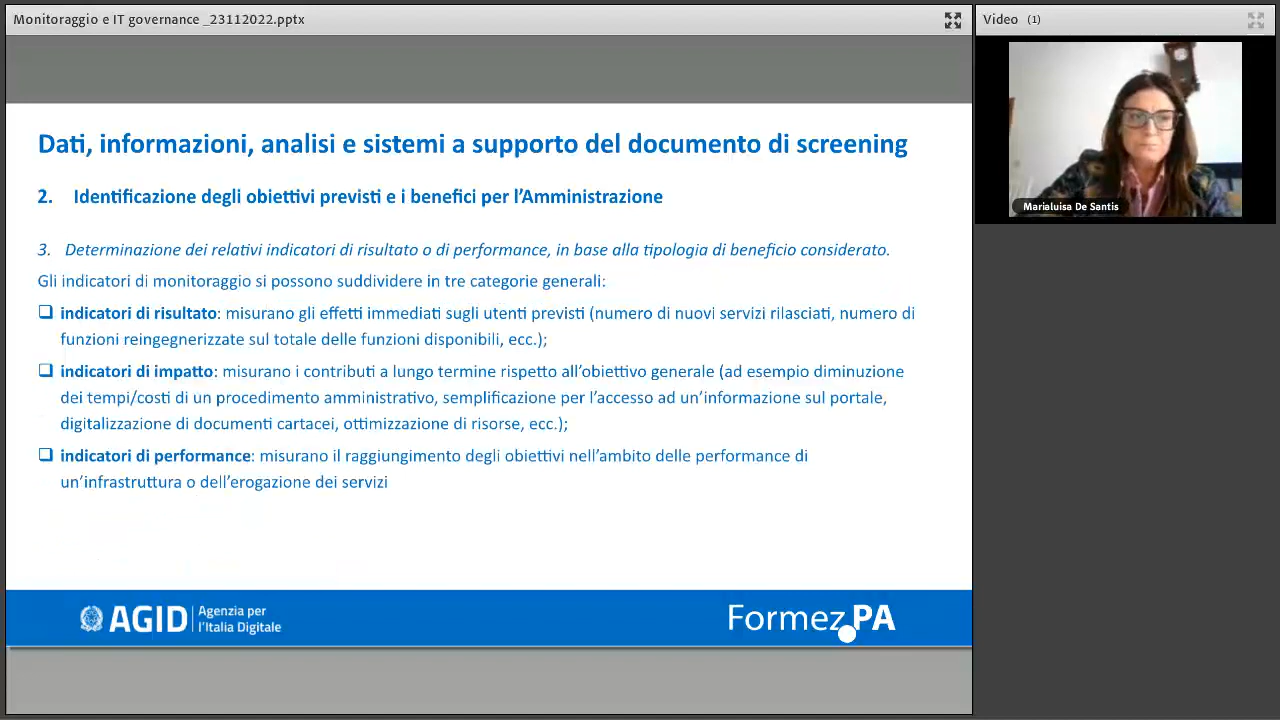 Monitoraggio e IT governance _23112022.pptx
Video (1)
Marialuisa De Santis
Dati, informazioni, analisi e sistemi a supporto del documento di screening
2. Identificazione degli obiettivi previsti e i benefici per l’Amministrazione
3. Determinazione dei relativi indicatori di risultato o di performance, in base alla tipologia di beneficio considerato.
Gli indicatori di monitoraggio si possono suddividere in tre categorie generali:
❑ indicatori di risultato: misurano gli effetti immediati sugli utenti previsti (numero di nuovi servizi rilasciati, numero di
funzioni reingegnerizzate sul totale delle funzioni disponibili, ecc.);
❑ indicatori di impatto: misurano i contributi a lungo termine rispetto all’obiettivo generale (ad esempio diminuzione
dei tempi/costi di un procedimento amministrativo, semplificazione per l’accesso ad un’informazione sul portale,
digitalizzazione di documenti cartacei, ottimizzazione di risorse, ecc.);
❑ indicatori di performance: misurano il raggiungimento degli obiettivi nell’ambito delle performance di
un’infrastruttura o dell’erogazione dei servizi
AGID
Agenzia per
l’Italia Digitale
Formez PA